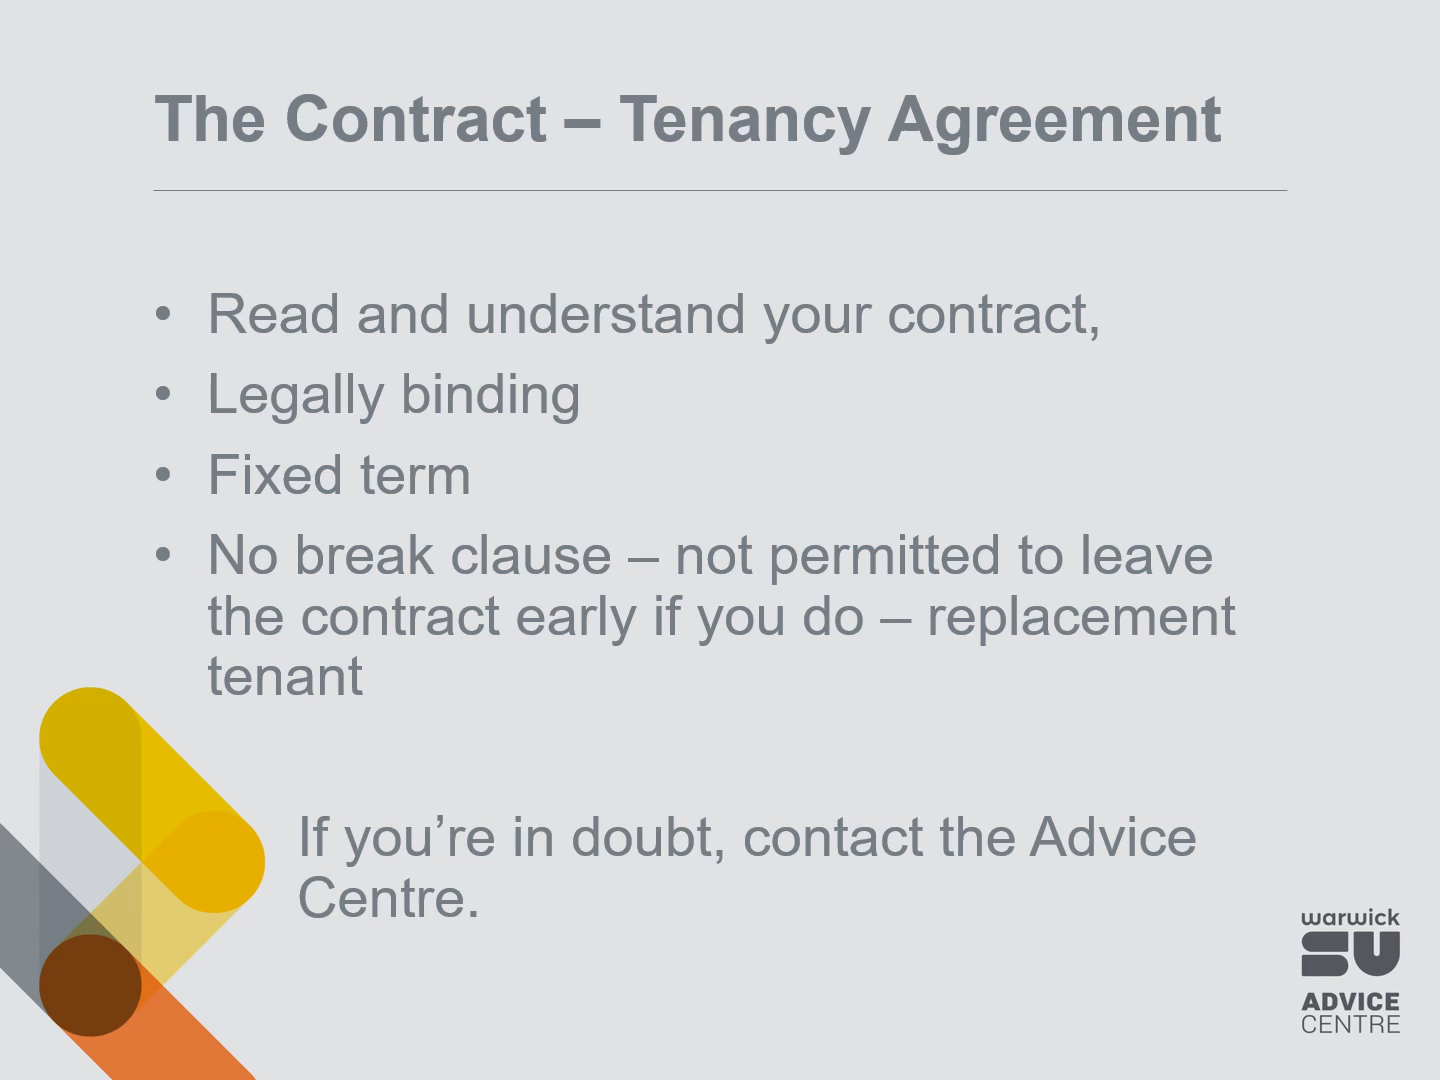 The Contract – Tenancy Agreement
• Read and understand your contract,
• Legally binding
• Fixed term
• No break clause – not permitted to leave
the contract early if you do – replacement
tenant
If you’re in doubt, contact the Advice
Centre.
warwick
SU
ADVICE
CENTRE